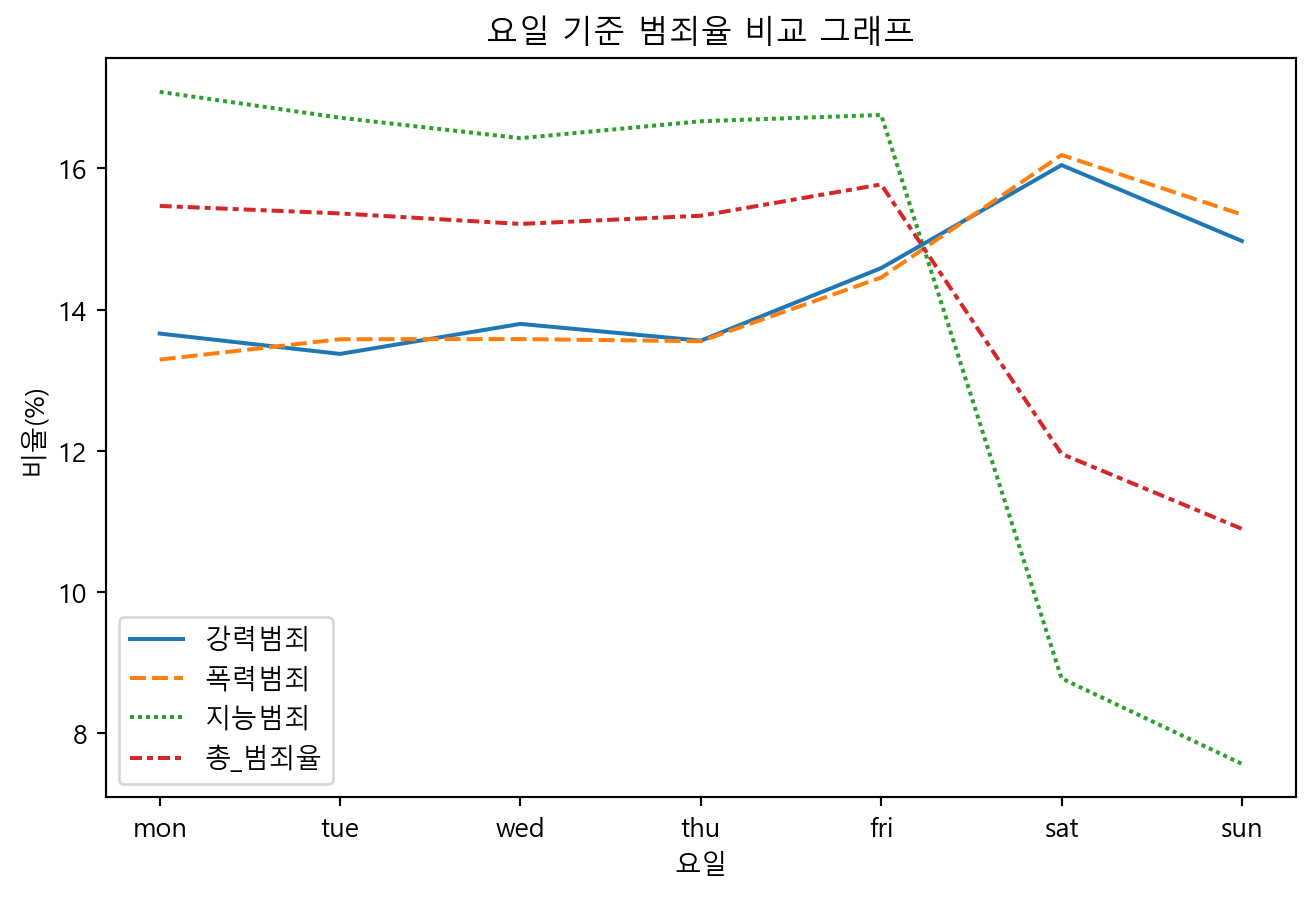 요일 기준 범죄율 비교 그래프
비율(%)
16
14
12
10
8
강력범죄
폭력범죄
지능범죄
총_범죄율
mon tue wed thu fri sat sun
요일